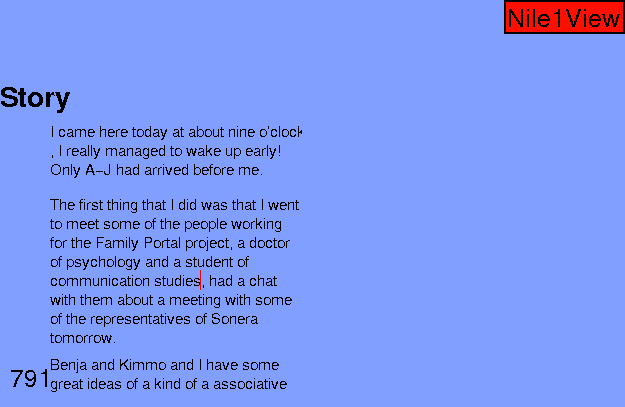 Nile1View
Story
I came here today at about nine o'clock
, I really managed to wake up early!
Only A-J had arrived before me.
The first thing that I did was that I went
to meet some of the people working
for the Family Portal project, a doctor
of psychology and a student of
communication studies, had a chat
with them about a meeting with some
of the representatives of Sonera
tomorrow.
Benja and Kimmo and I have some
791
great ideas of a kind of a associative